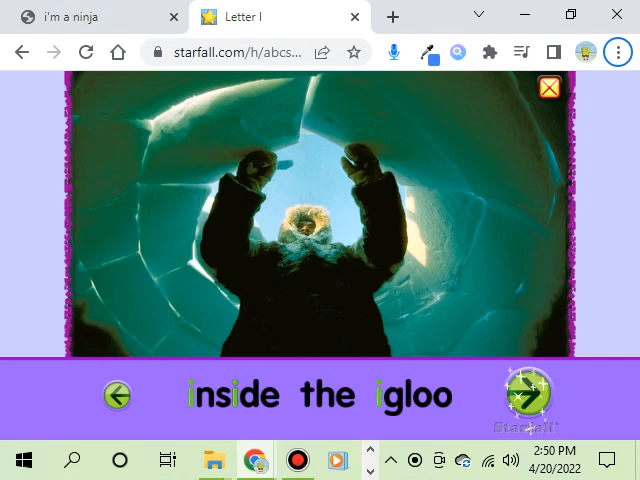 i'm a ninja
Letter I
starfall.com/h/abcs...
inside the igloo
Starfall
2:50 PM
4/20/2022